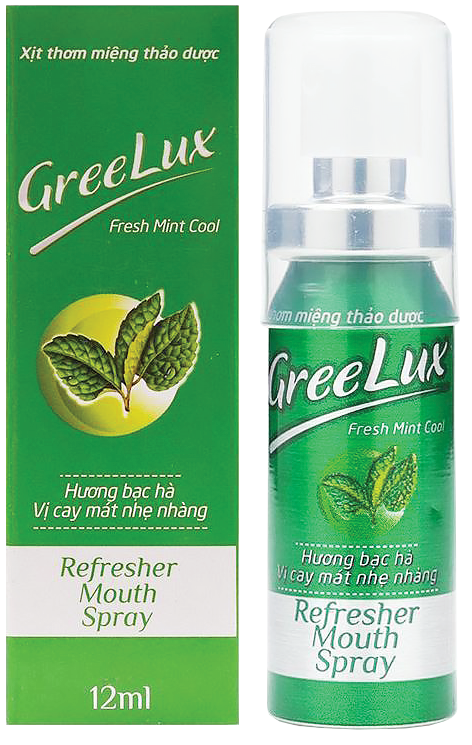 Xịt thơm miệng thảo dược
GreeLux
Fresh Mint Cool
Hương bạc hà
Vị cay mát nhẹ nhàng
Refresher
Mouth
Spray
12ml
thơm miệng thảo dược
GreeLux
Fresh Mint Cool
Hương bạc hà
Vị cay mát nhẹ nhàng
Refresher
Mouth
Spray